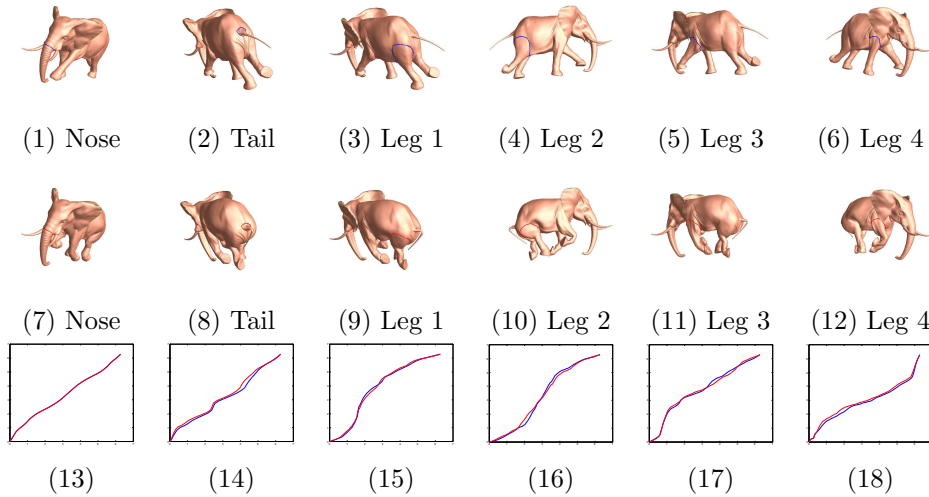 (1) Nose (2) Tail (3) Leg 1 (4) Leg 2 (5) Leg 3 (6) Leg 4
(7) Nose (8) Tail (9) Leg 1 (10) Leg 2 (11) Leg 3 (12) Leg 4
(13) (14) (15) (16) (17) (18)